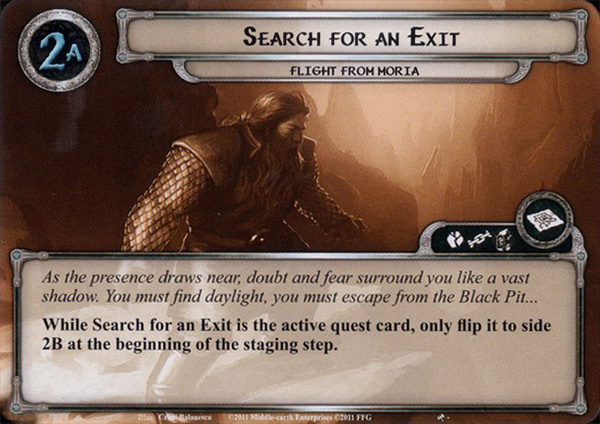 2A
SEARCH FOR AN EXIT
FLIGHT FROM MORIA
As the presence draws near, doubt and fear surround you like a vast
shadow. You must find daylight, you must escape from the Black Pit...
While Search for an Exit is the active quest card, only flip it to side
2B at the beginning of the staging step.
Illus. Balanescu ©2011 Middle-earth Enterprises ©2011 FFG